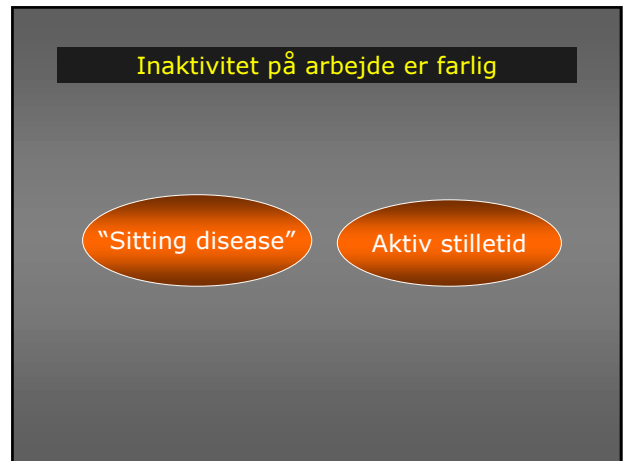 Inaktivitet på arbejde er farlig
“Sitting disease”
Aktiv stilletid